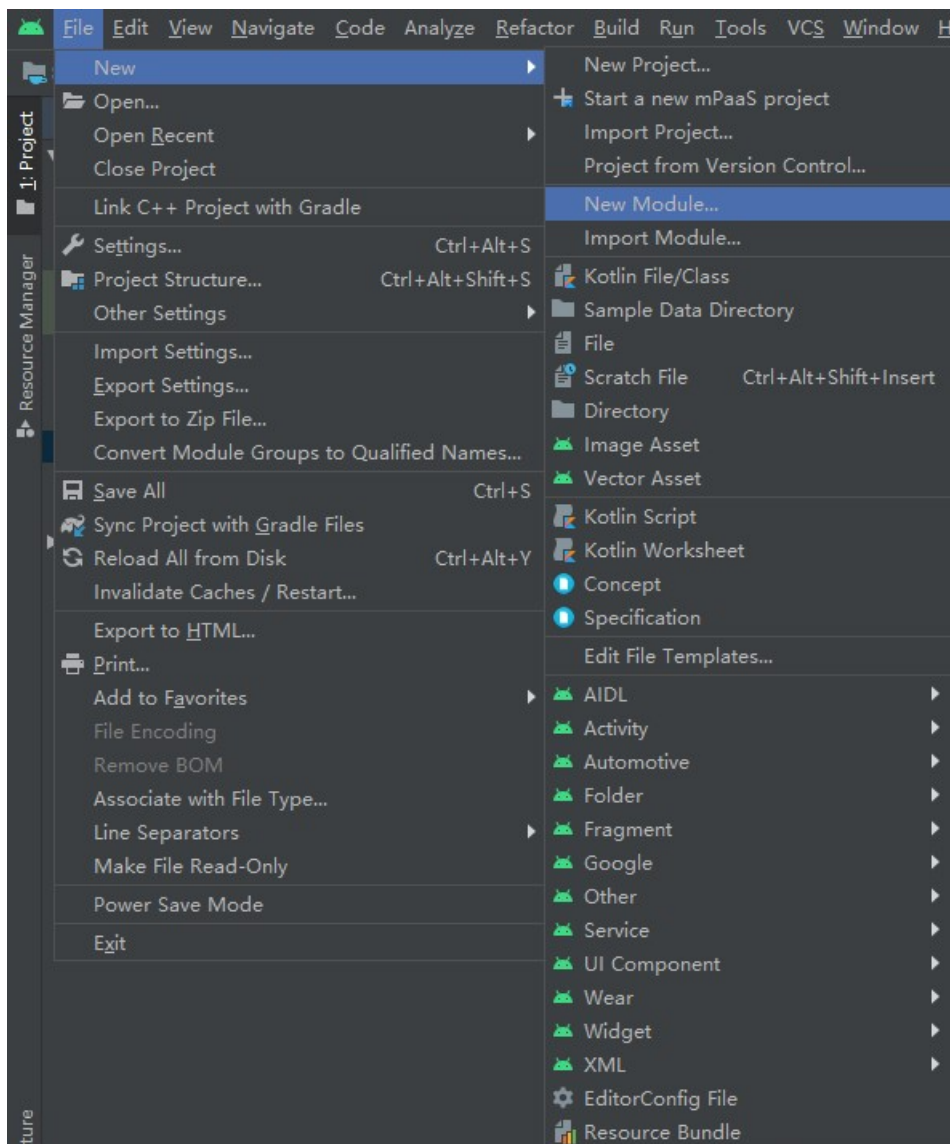 File Edit View Navigate Code Analyze Refactor Build Run Tools VCS Window H
1: Project
Resource Manager
ture
New
Open...
Open Recent
Close Project
Link C++ Project with Gradle
Settings... Ctrl+Alt+S
Project Structure... Ctrl+Alt+Shift+S
Other Settings
Import Settings...
Export Settings...
Export to Zip File...
Convert Module Groups to Qualified Names...
Save All Ctrl+S
Sync Project with Gradle Files
Reload All from Disk Ctrl+Alt+Y
Invalidate Caches / Restart...
Export to HTML...
Print...
Add to Favorites
File Encoding
Remove BOM
Associate with File Type...
Line Separators
Make File Read-Only
Power Save Mode
Exit
New Project...
Start a new mPaaS project
Import Project...
Project from Version Control...
New Module...
Import Module...
Kotlin File/Class
Sample Data Directory
File
Scratch File Ctrl+Alt+Shift+Insert
Directory
Image Asset
Vector Asset
Kotlin Script
Kotlin Worksheet
Concept
Specification
Edit File Templates...
AIDL
Activity
Automotive
Folder
Fragment
Google
Other
Service
UI Component
Wear
Widget
XML
EditorConfig File
Resource Bundle